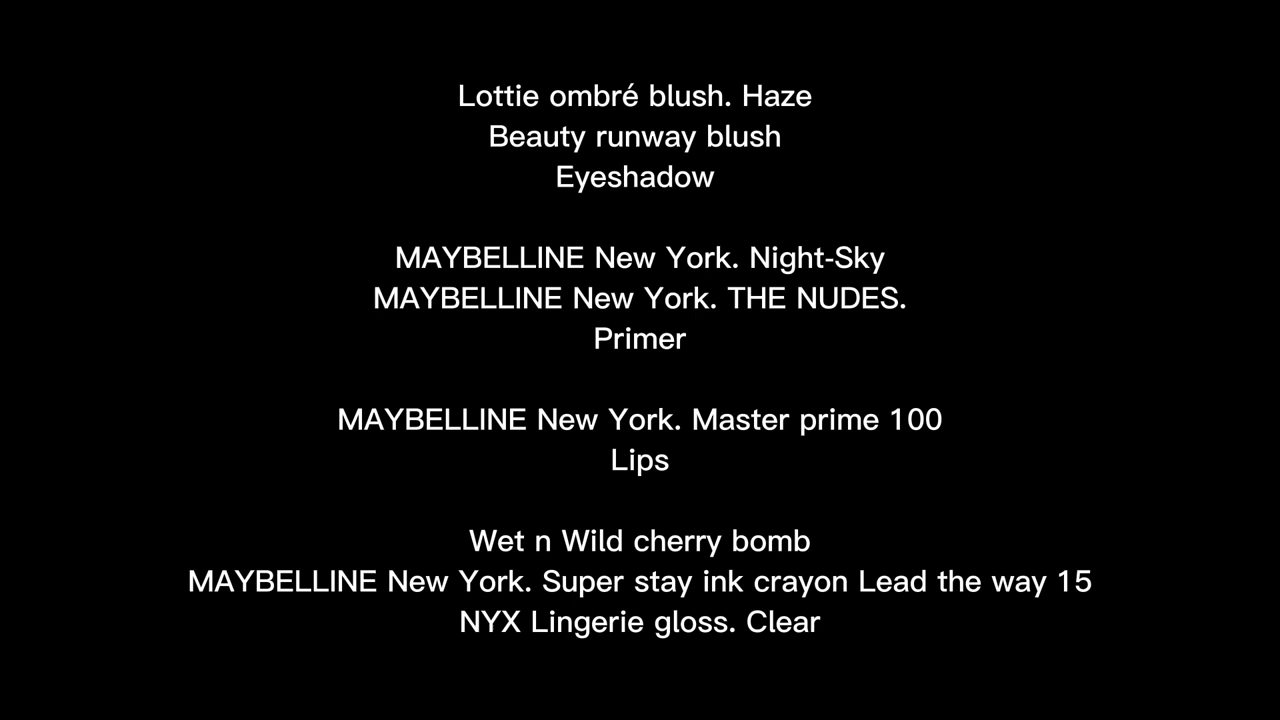 Lottie ombré blush. Haze
Beauty runway blush
Eyeshadow
MAYBELLINE New York. Night-Sky
MAYBELLINE New York. THE NUDES.
Primer
MAYBELLINE New York. Master prime 100
Lips
Wet n Wild cherry bomb
MAYBELLINE New York. Super stay ink crayon Lead the way 15
NYX Lingerie gloss. Clear